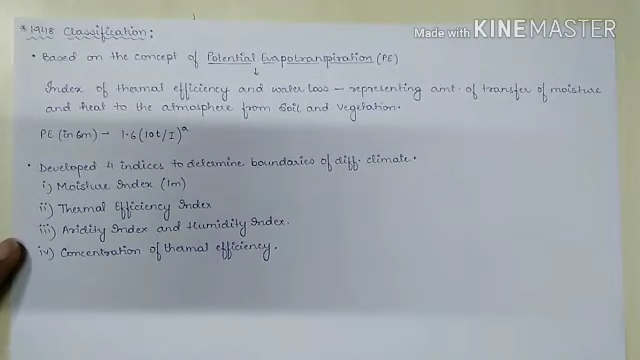 Made with KINEMASTER
* 1948 Classification:
• Based on the concept of Potential Evapotranspiration (PE)
↓
Index of thermal efficiency and water loss – representing amt. of transfer of moisture
and heat to the atmosphere from soil and vegetation.
PE (in cm) – 1.6 (10t/I)ᵃ
• Developed 4 indices to determine boundaries of diff. climate.
i) Moisture Index (Im)
ii) Thermal Efficiency Index
iii) Aridity Index and Humidity Index.
iv) Concentration of thermal efficiency.